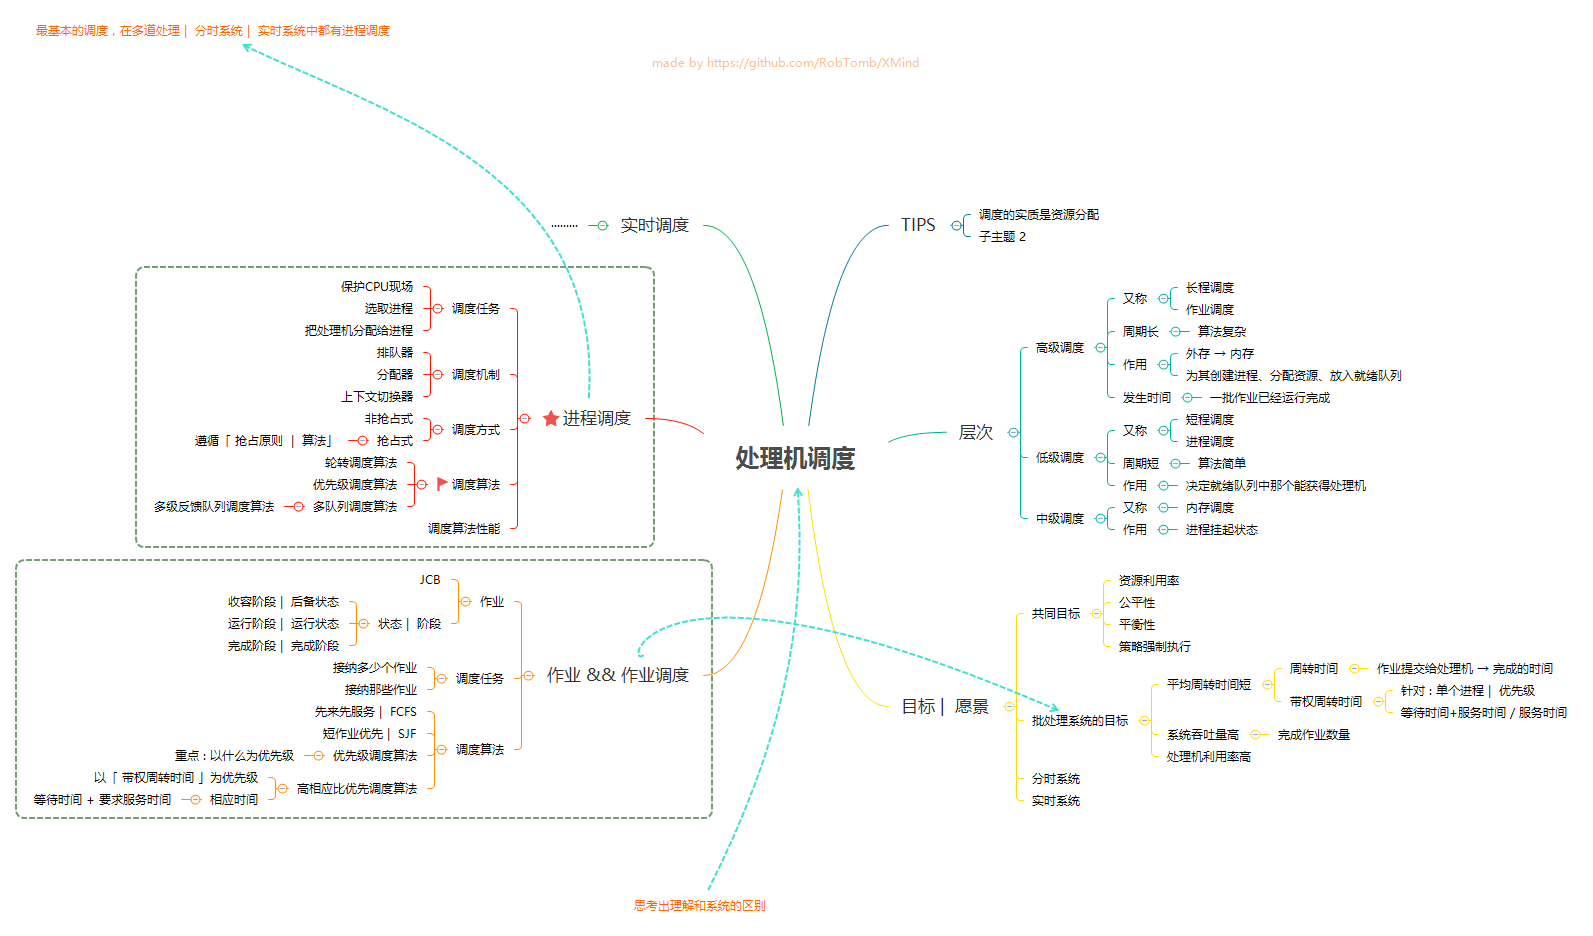 最基本的调度，在多道处理 |  分时系统 |  实时系统中都有进程调度
made by https://github.com/RobTomb/XMind
处理机调度
TIPS
调度的实质是资源分配
子主题 2
层次
高级调度
又称
长程调度
作业调度
周期长
算法复杂
作用
外存 → 内存
为其创建进程、分配资源、放入就绪队列
发生时间
一批作业已经运行完成
低级调度
又称
短程调度
进程调度
周期短
算法简单
作用
决定就绪队列中那个能获得处理机
中级调度
又称
内存调度
作用
进程挂起状态
目标 |  愿景
共同目标
资源利用率
公平性
平衡性
策略强制执行
批处理系统的目标
平均周转时间短
周转时间
作业提交给处理机 → 完成的时间
带权周转时间
针对：单个进程 |  优先级
等待时间+服务时间 / 服务时间
系统吞吐量高
完成作业数量
处理机利用率高
分时系统
实时系统
实时调度
·········
进程调度
调度任务
保护CPU现场
选取进程
把处理机分配给进程
调度机制
排队器
分配器
上下文切换器
调度方式
非抢占式
抢占式
遵循「 抢占原则  |  算法」
调度算法
轮转调度算法
优先级调度算法
多队列调度算法
多级反馈队列调度算法
调度算法性能
作业 && 作业调度
作业
JCB
状态 |  阶段
收容阶段 |  后备状态
运行阶段 |  运行状态
完成阶段 |  完成阶段
调度任务
接纳多少个作业
接纳那些作业
调度算法
先来先服务 |  FCFS
短作业优先 |  SJF
优先级调度算法
重点：以什么为优先级
高相应比优先调度算法
以「 带权周转时间 」为优先级
相应时间
等待时间 + 要求服务时间
思考出理解和系统的区别